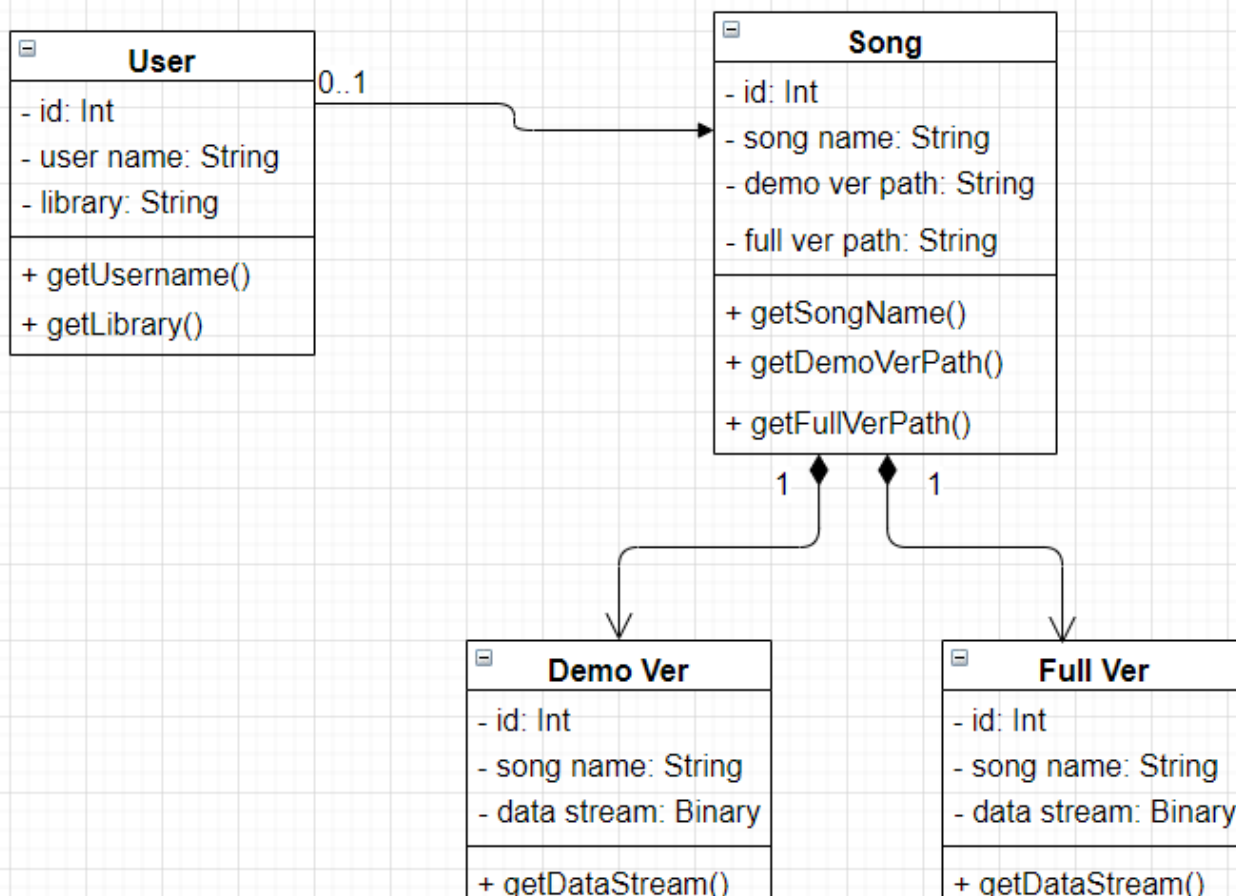 User
- id: Int
- user name: String
- library: String
+ getUsername()
+ getLibrary()
0..1
Song
- id: Int
- song name: String
- demo ver path: String
- full ver path: String
+ getSongName()
+ getDemoVerPath()
+ getFullVerPath()
1
1
Demo Ver
- id: Int
- song name: String
- data stream: Binary
+ getDataStream()
Full Ver
- id: Int
- song name: String
- data stream: Binary
+ getDataStream()